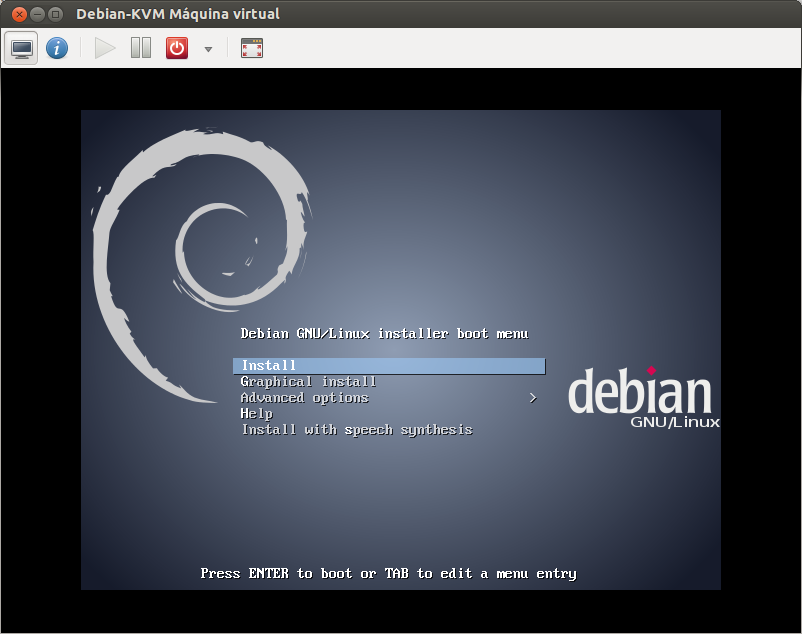 Debian-KVM Máquina virtual
Debian GNU/Linux installer boot menu
Install
Graphical install
Advanced options >
Help
Install with speech synthesis
debian
GNU/Linux
Press ENTER to boot or TAB to edit a menu entry